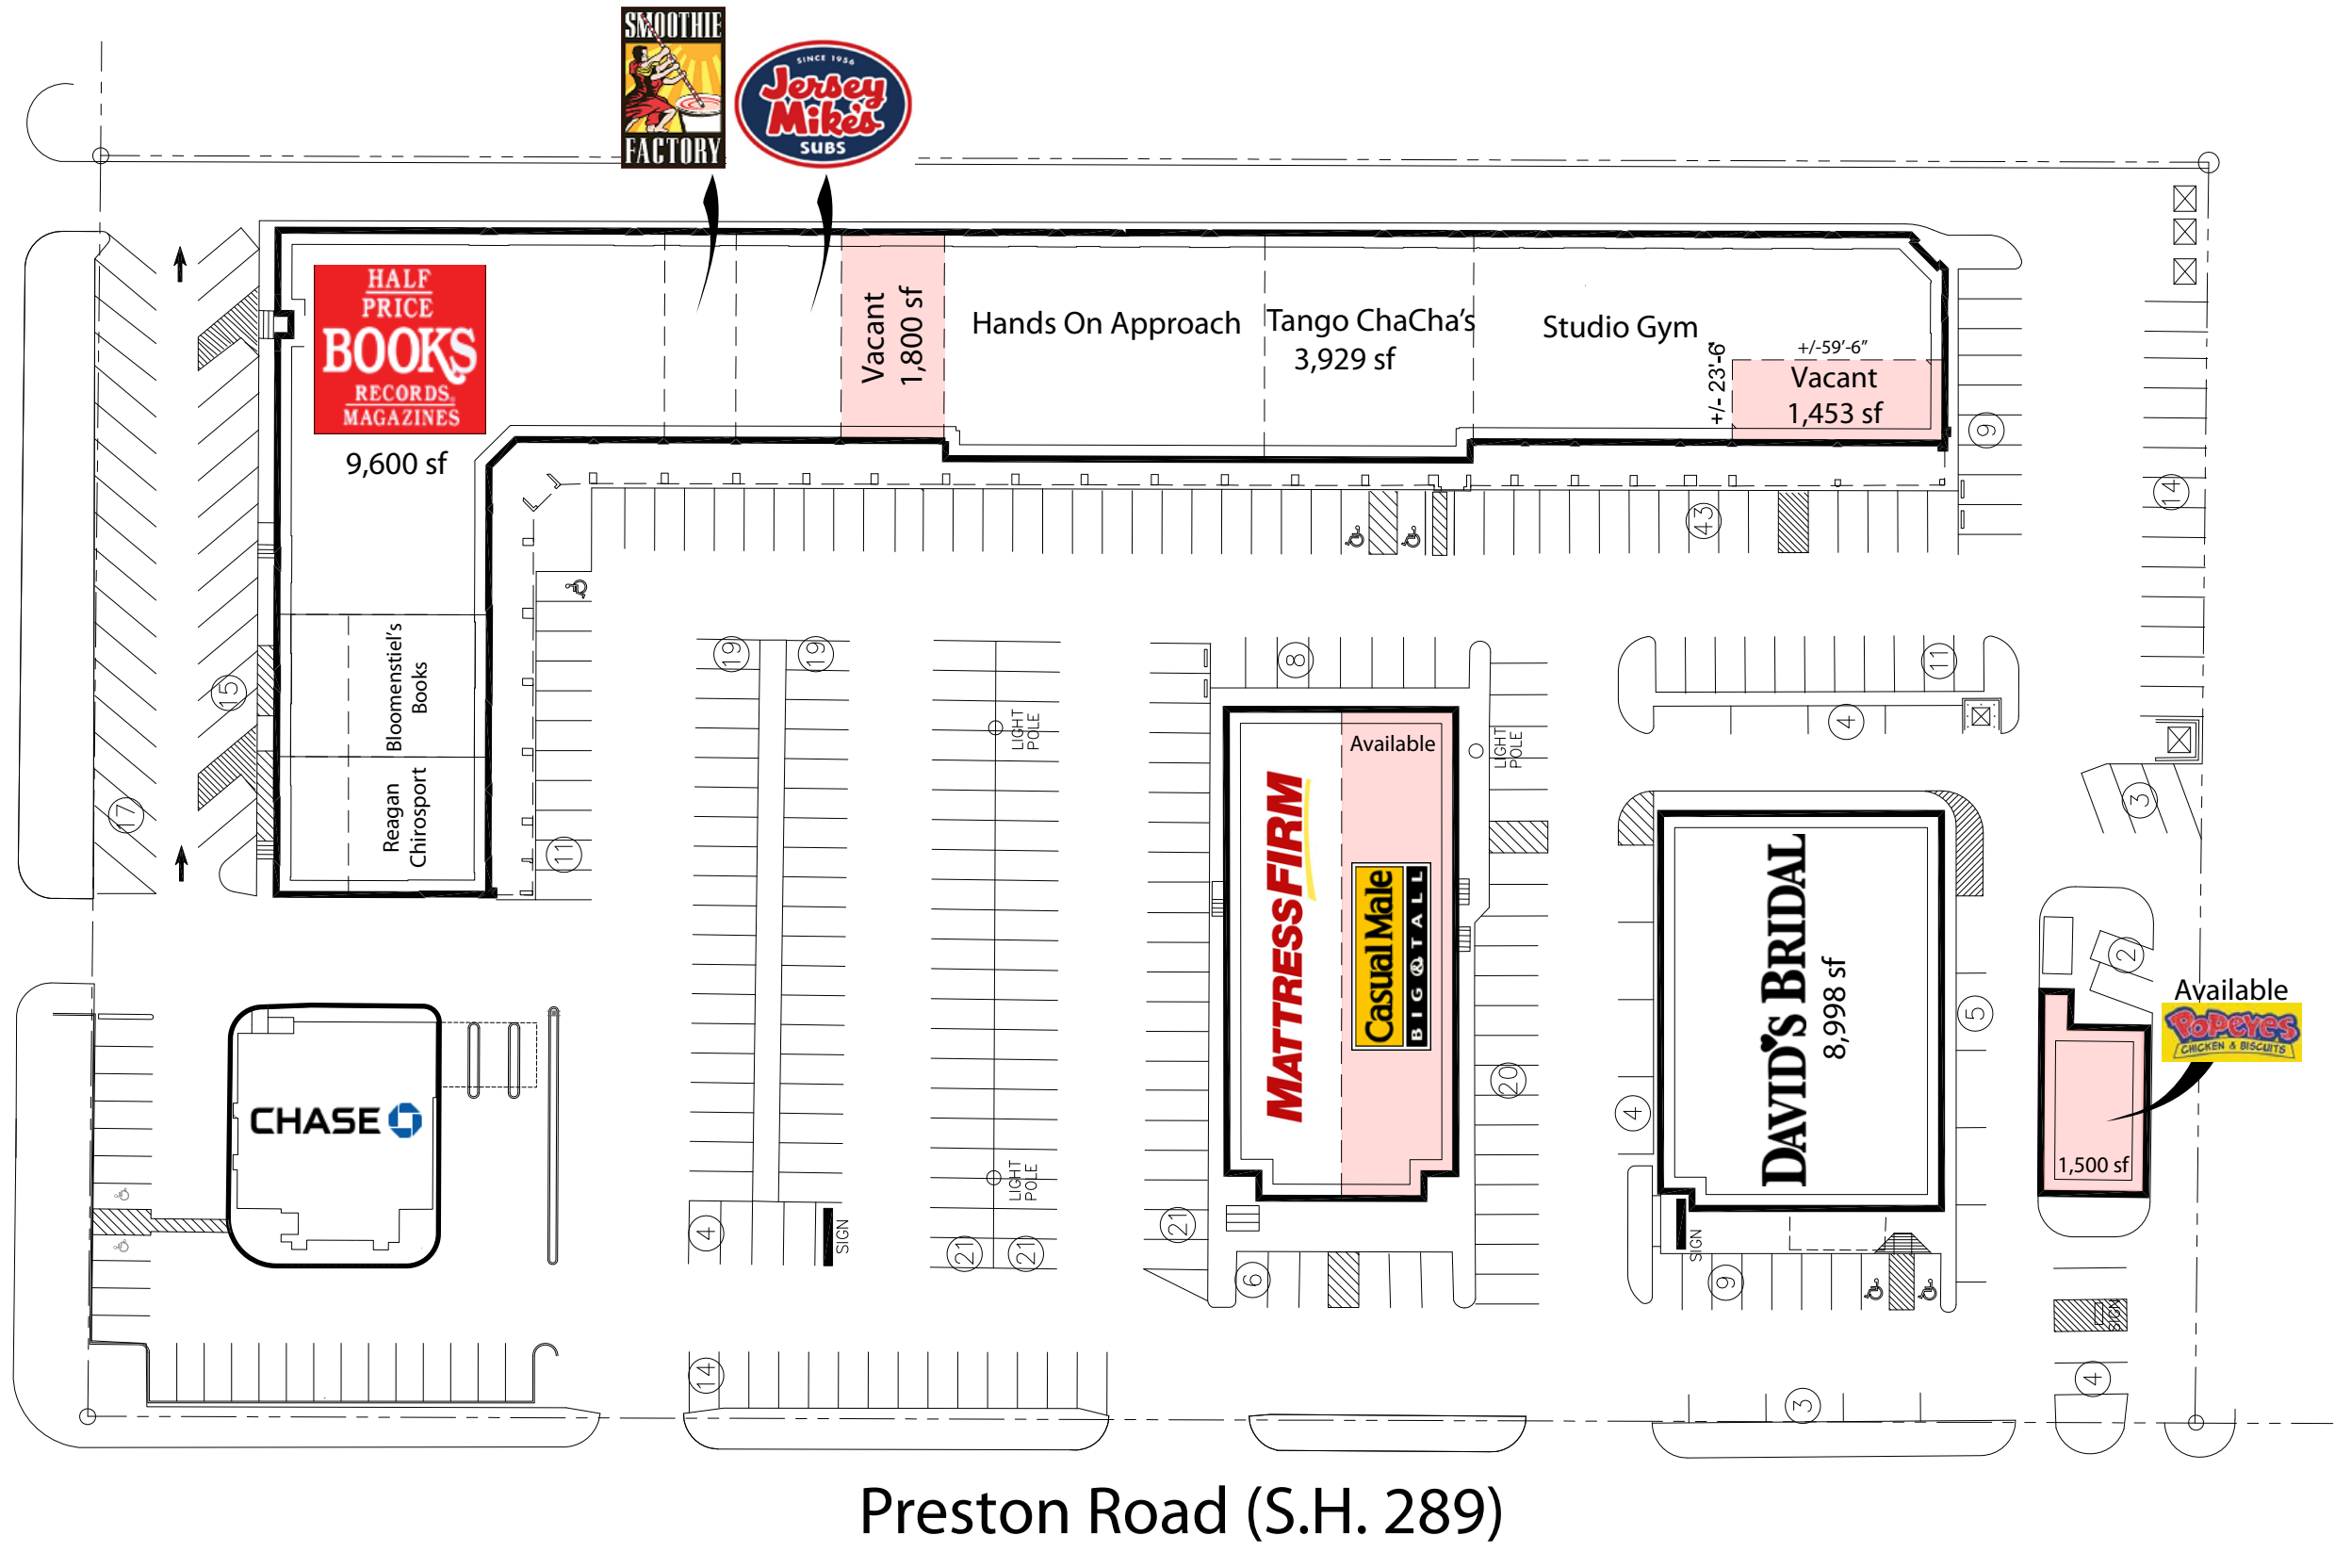 SMOOTHIE
FACTORY
SINCE 1956
Jersey
Mike's
SUBS
HALF
PRICE
BOOKS
RECORDS
MAGAZINES
9,600 sf
Vacant
1,800 sf
Hands On Approach
Tango ChaCha’s
3,929 sf
Studio Gym
+/- 23'-6'
+/-59’-6”
Vacant
1,453 sf
9
14
43
Bloomenstiel’s
Books
Reagan
Chirosport
15
17
11
19
19
LIGHT
POLE
8
LIGHT
POLE
11
4
3
Available
MATTRESSFIRM
Casual Male
BIG & TALL
DAVID'S BRIDAL
8,998 sf
2
Available
POPEYES
CHICKEN & BISCUITS
1,500 sf
5
20
4
CHASE
LIGHT
POLE
4
SIGN
21
21
21
6
SIGN
9
SIGN
4
14
3
Preston Road (S.H. 289)